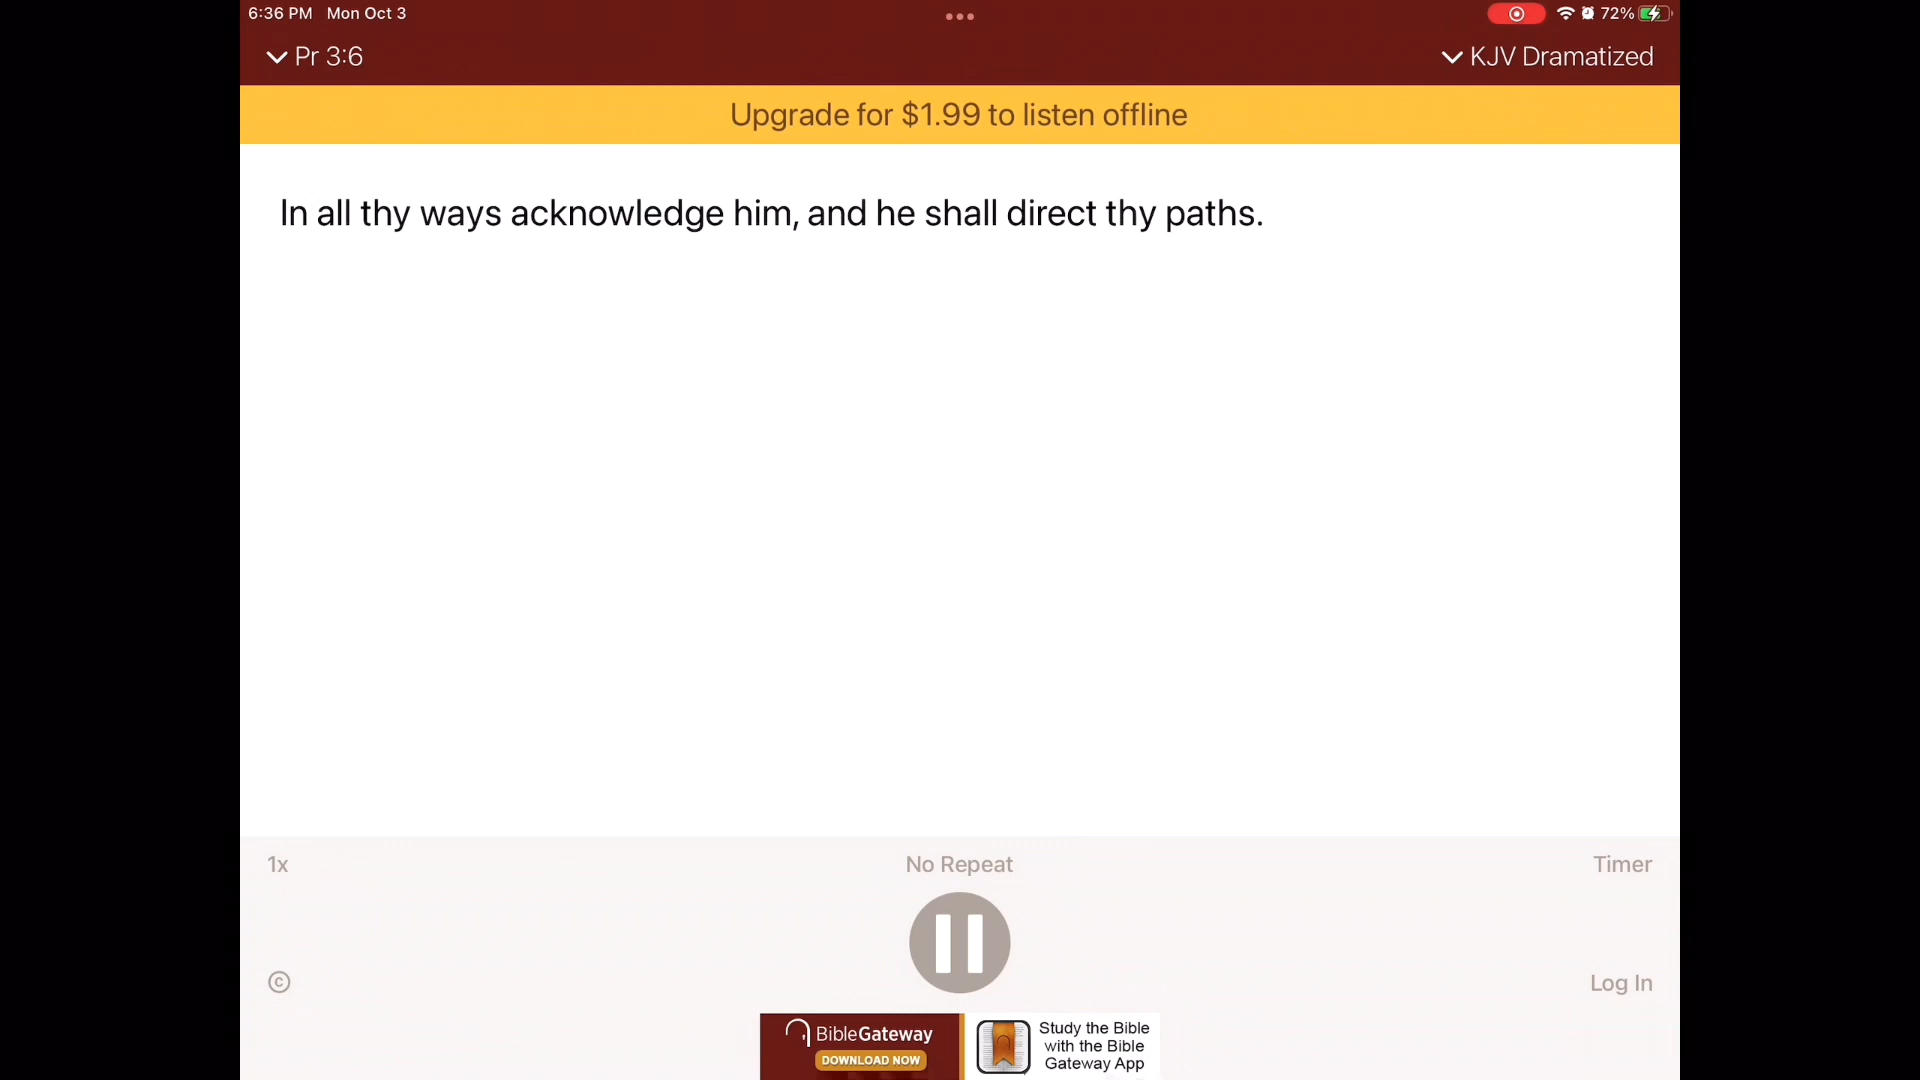 6:36 PM Mon Oct 3
72%
Pr 3:6
KJV Dramatized
Upgrade for $1.99 to listen offline
In all thy ways acknowledge him, and he shall direct thy paths.
1x
No Repeat
Timer
©
Log In
BibleGateway
DOWNLOAD NOW
Study the Bible
with the Bible
Gateway App